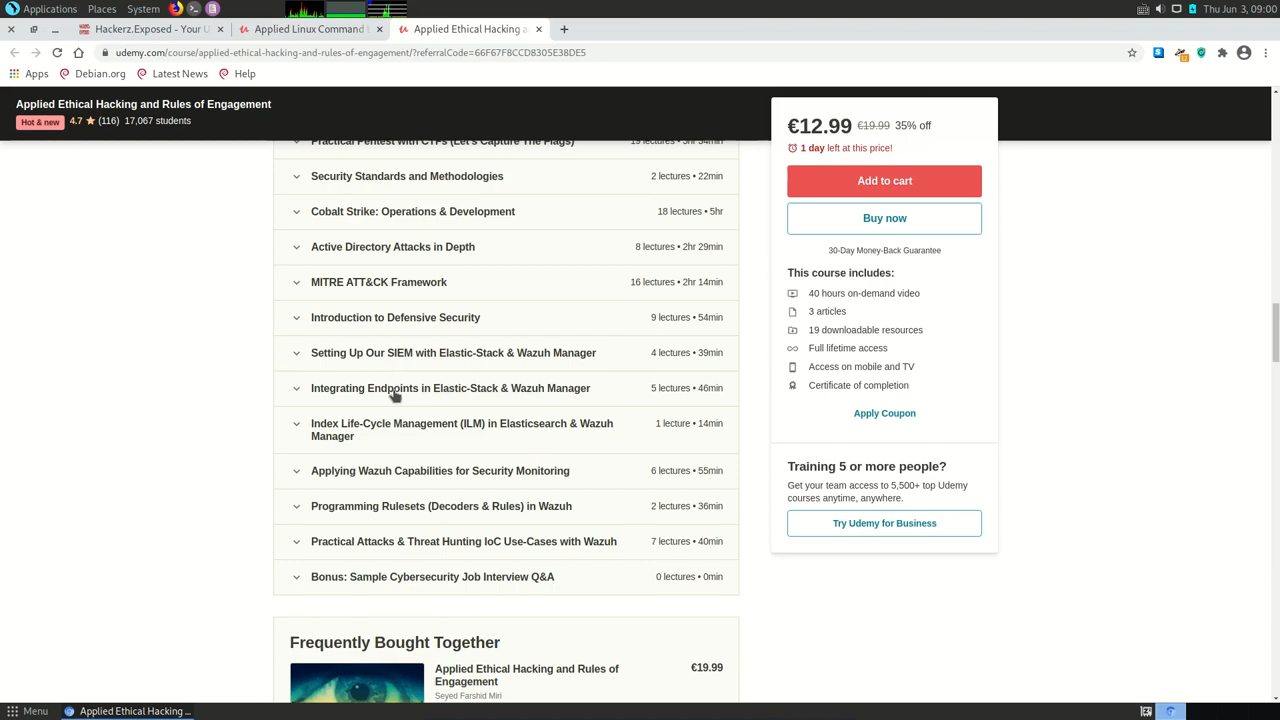 Applications Places System Thu Jun 3, 09:00
Hackerz.Exposed - Your U
Applied Linux Command
Applied Ethical Hacking a
udemy.com/course/applied-ethical-hacking-and-rules-of-engagement/?referralCode=66F67F8CCD8305E38DE5
Apps Debian.org Latest News Help
Applied Ethical Hacking and Rules of Engagement
Hot & new 4.7 (116) 17,067 students
Practical Pentest with CTFs (Let's Capture The Flags) 19 lectures • 5hr 34min
Security Standards and Methodologies 2 lectures • 22min
Cobalt Strike: Operations & Development 18 lectures • 5hr
Active Directory Attacks in Depth 8 lectures • 2hr 29min
MITRE ATT&CK Framework 16 lectures • 2hr 14min
Introduction to Defensive Security 9 lectures • 54min
Setting Up Our SIEM with Elastic-Stack & Wazuh Manager 4 lectures • 39min
Integrating Endpoints in Elastic-Stack & Wazuh Manager 5 lectures • 46min
Index Life-Cycle Management (ILM) in Elasticsearch & Wazuh 1 lecture • 14min
Manager
Applying Wazuh Capabilities for Security Monitoring 6 lectures • 55min
Programming Rulesets (Decoders & Rules) in Wazuh 2 lectures • 36min
Practical Attacks & Threat Hunting IoC Use-Cases with Wazuh 7 lectures • 40min
Bonus: Sample Cybersecurity Job Interview Q&A 0 lectures • 0min
Frequently Bought Together
Applied Ethical Hacking and Rules of €19.99
Engagement
Seyed Farshid Miri
€12.99 €19.99 35% off
1 day left at this price!
Add to cart
Buy now
30-Day Money-Back Guarantee
This course includes:
40 hours on-demand video
3 articles
19 downloadable resources
Full lifetime access
Access on mobile and TV
Certificate of completion
Apply Coupon
Training 5 or more people?
Get your team access to 5,500+ top Udemy
courses anytime, anywhere.
Try Udemy for Business
Menu Applied Ethical Hacking ...